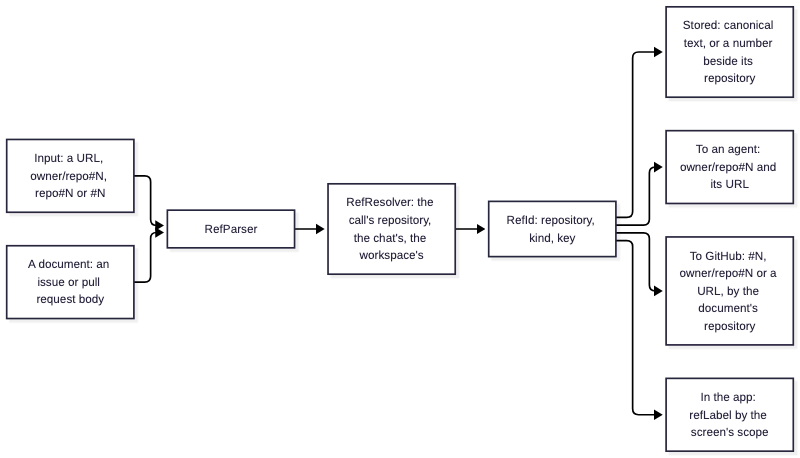 Input: a URL,
owner/repo#N,
repo#N or #N
A document: an
issue or pull
request body
RefParser
RefResolver: the
call's repository,
the chat's, the
workspace's
RefId: repository,
kind, key
Stored: canonical
text, or a number
beside its
repository
To an agent:
owner/repo#N and
its URL
To GitHub: #N,
owner/repo#N or a
URL, by the
document's
repository
In the app:
refLabel by the
screen's scope